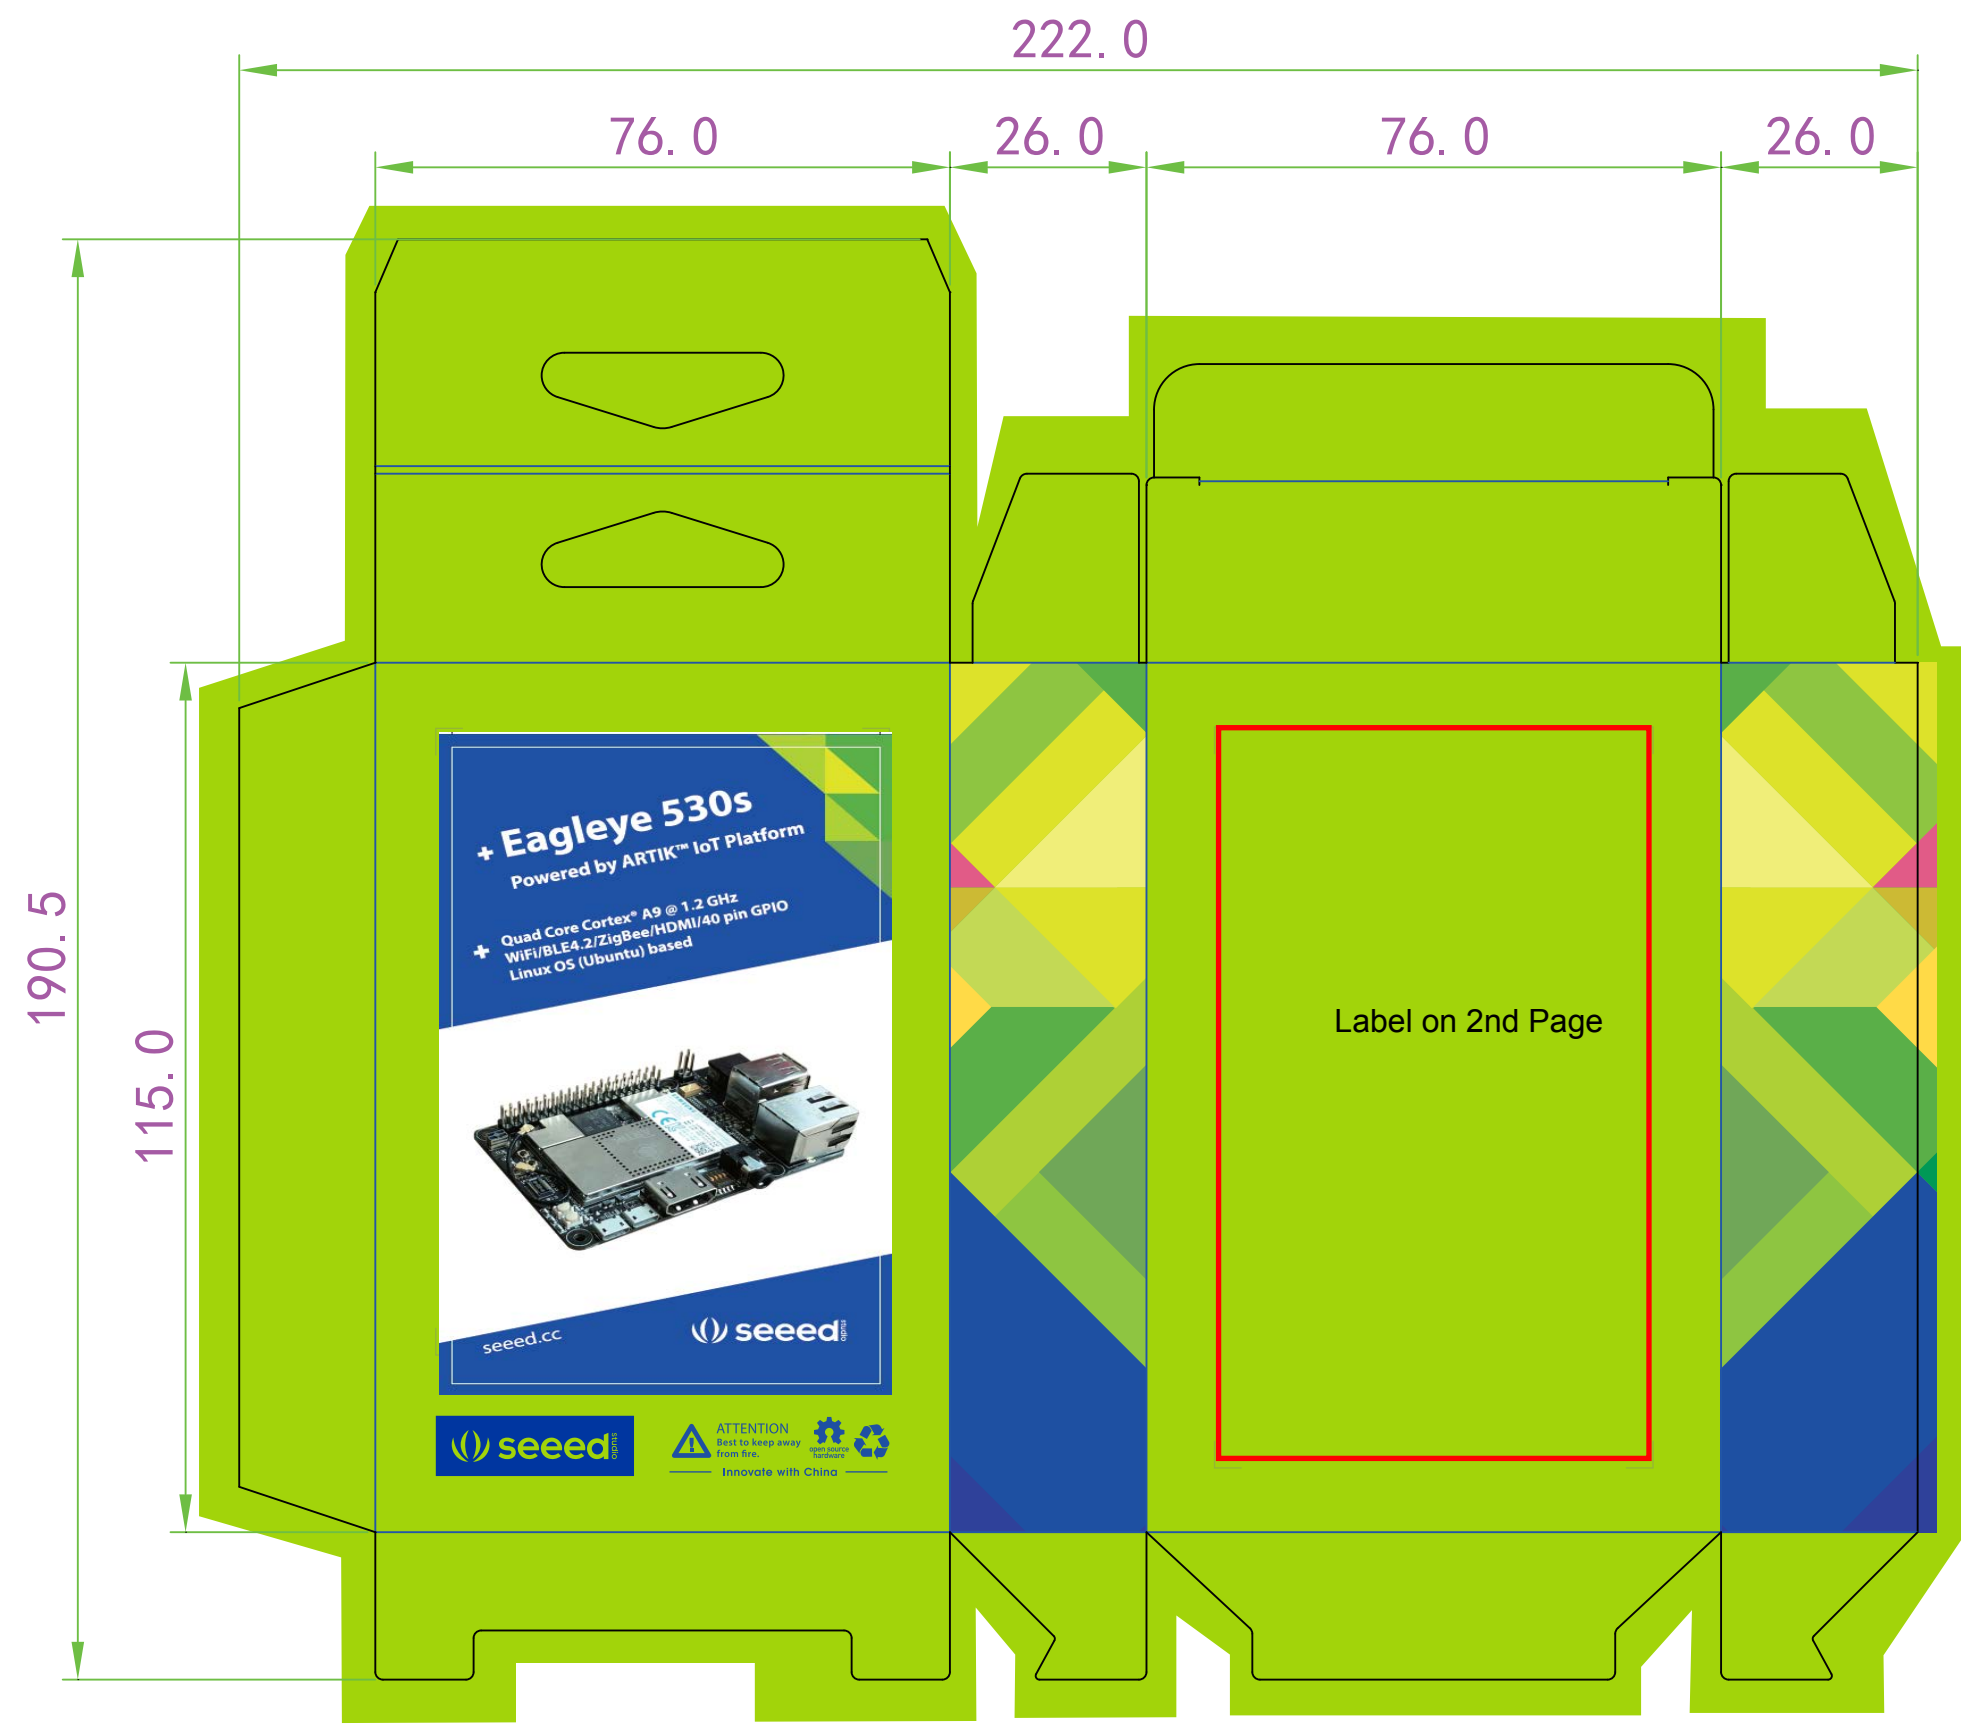 222.0
76.0
26.0
76.0
26.0
190.5
115.0
+ Eagleye 530s
Powered by ARTIK™ IoT Platform
+ Quad Core Cortex® A9 @ 1.2 GHz
WiFi/BLE4.2/ZigBee/HDMI/40 pin GPIO
Linux OS (Ubuntu) based
seeed.cc
seeed studio
Label on 2nd Page
seeed studio
ATTENTION
Best to keep away
from fire.
open source
hardware
Innovate with China